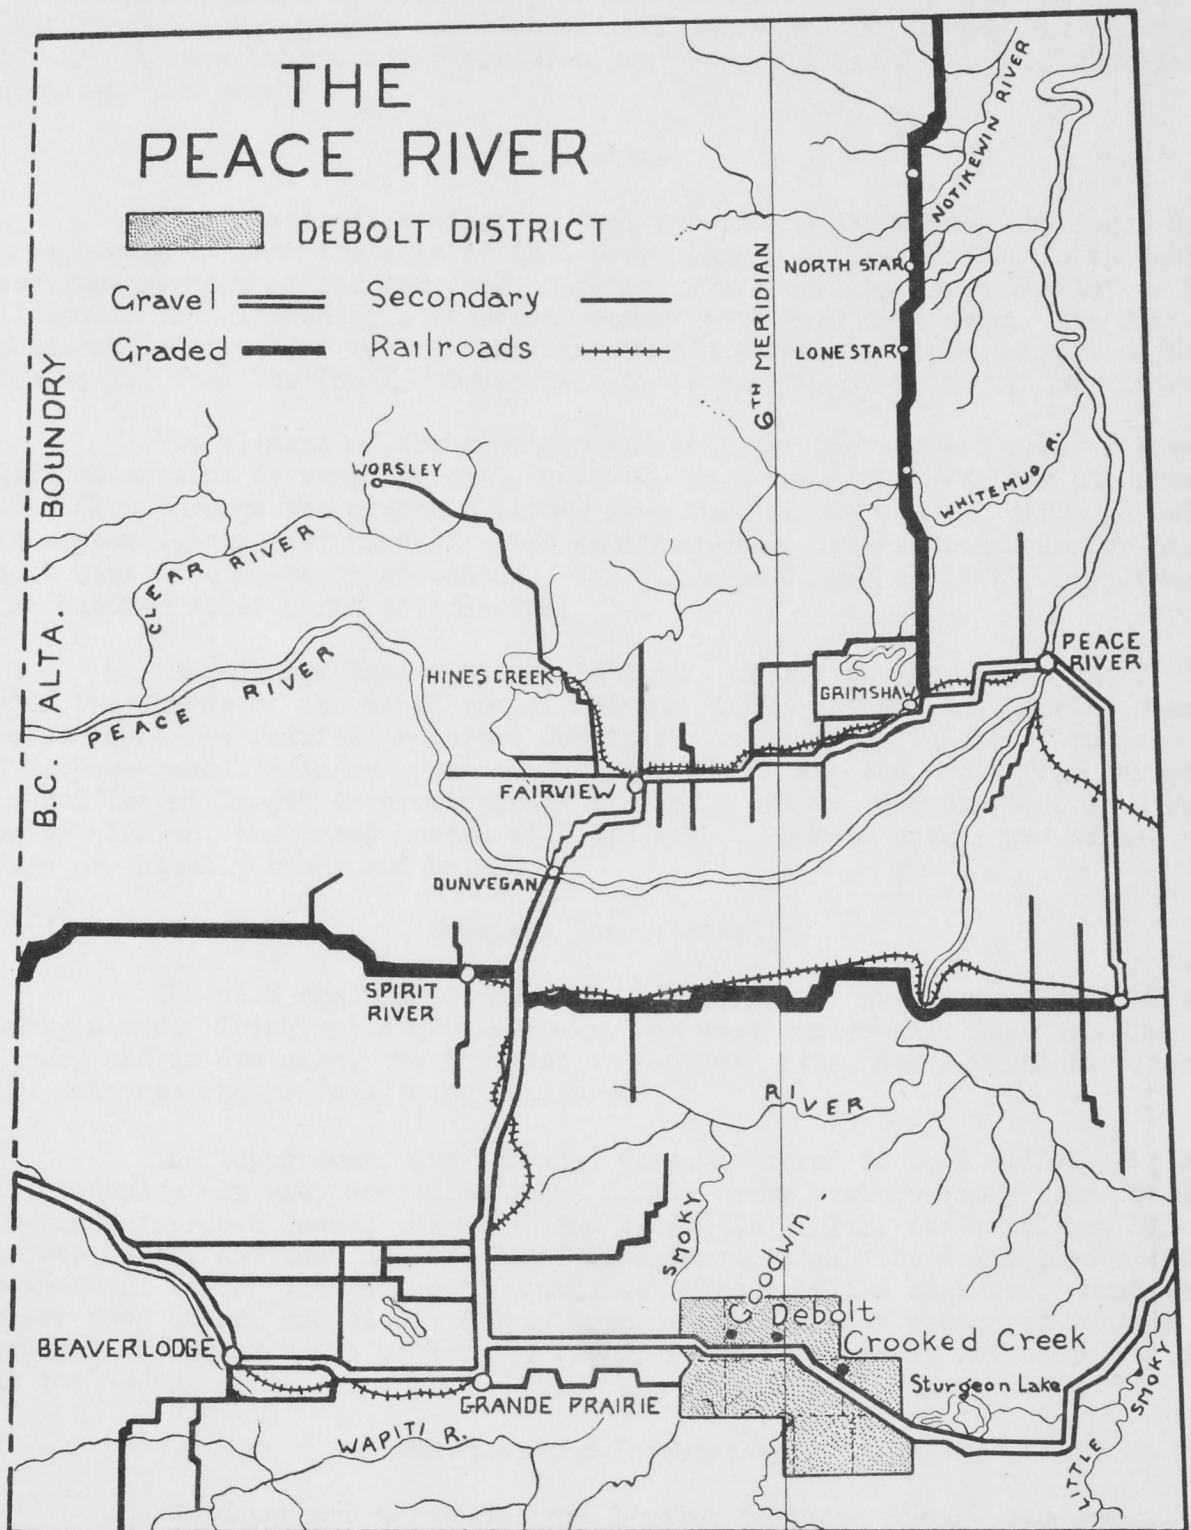 THE
PEACE RIVER
DEBOLT DISTRICT
Gravel Secondary
Graded Railroads
B.C. ALTA. BOUNDRY
6TH MERIDIAN
NOTIKEWIN RIVER
NORTH STAR
LONE STAR
WHITEMUD R.
WORSLEY
CLEAR RIVER
PEACE RIVER
HINES CREEK
GRIMSHAW
PEACE
RIVER
FAIRVIEW
DUNVEGAN
SPIRIT
RIVER
SMOKY RIVER
Goodwin
Debolt
Crooked Creek
BEAVERLODGE
Sturgeon Lake
GRANDE PRAIRIE
WAPITI R.
LITTLE SMOKY